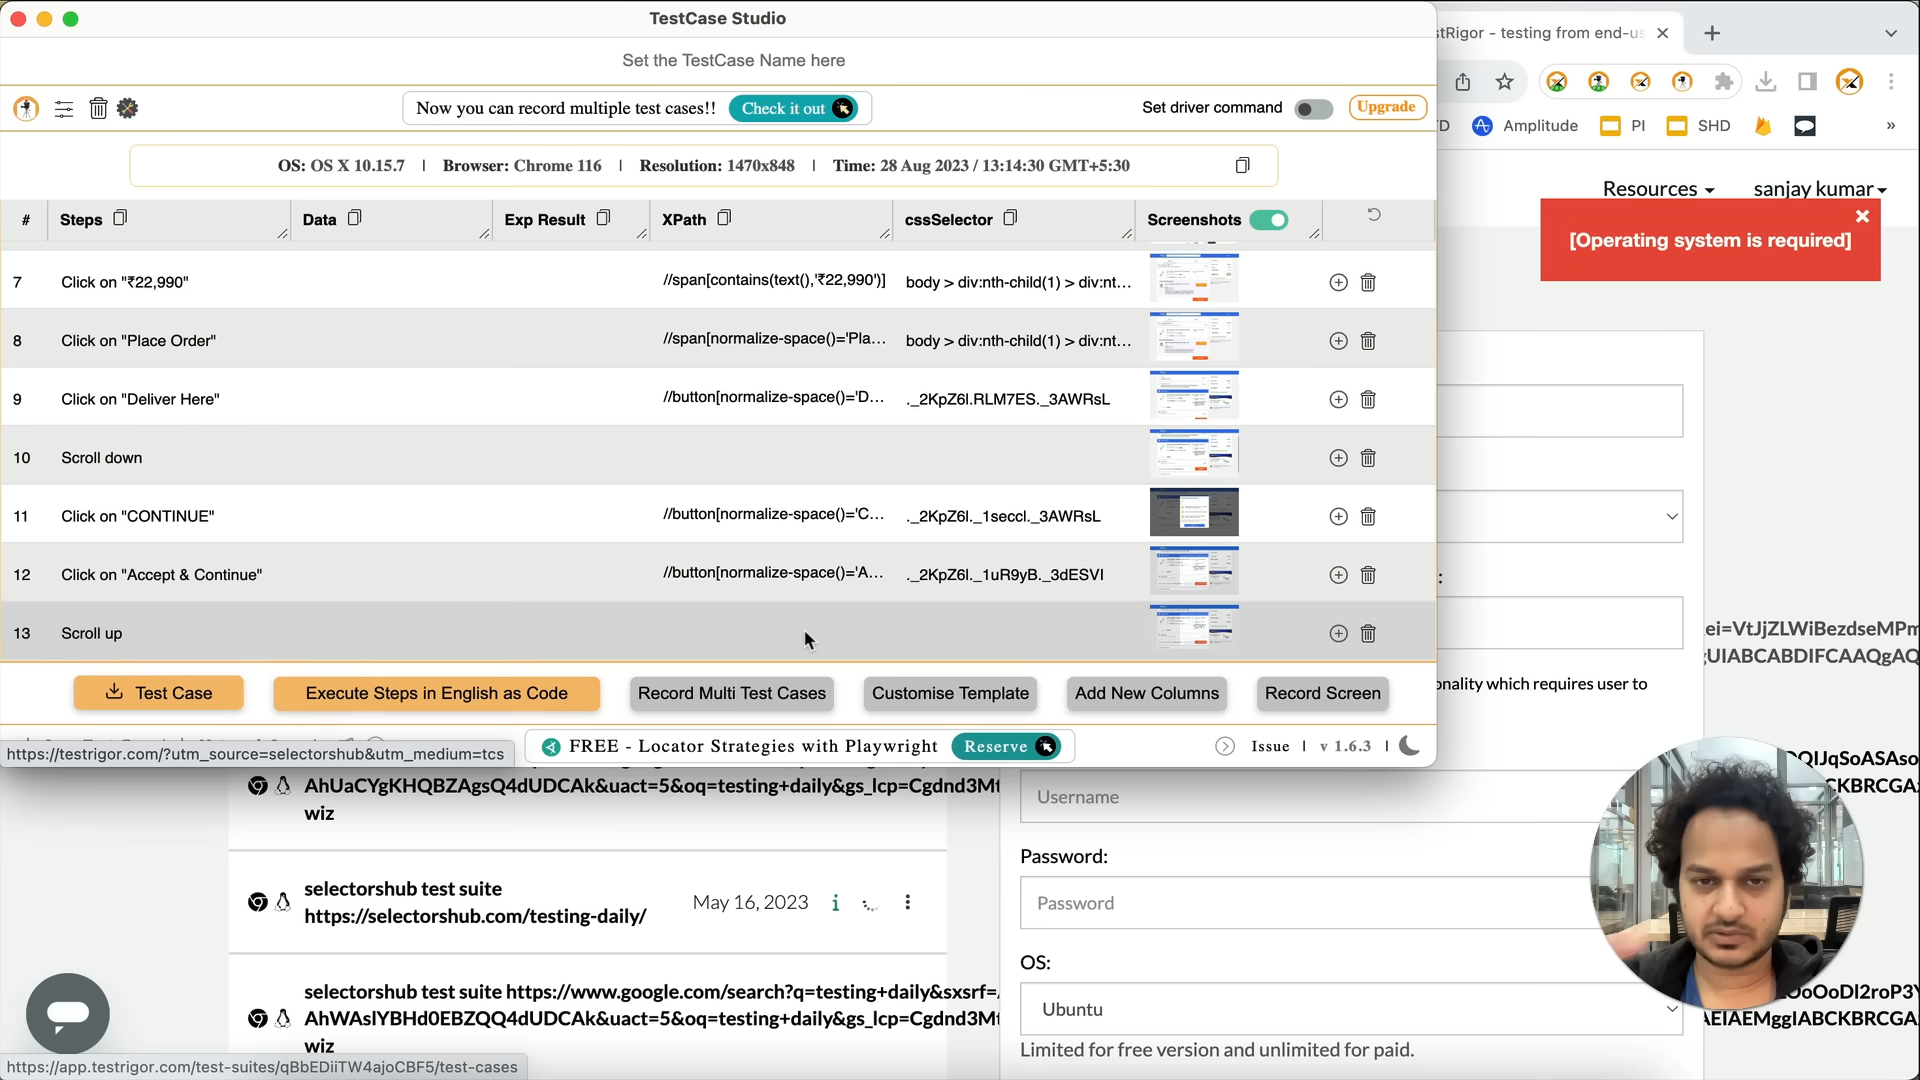 TestCase Studio
Set the TestCase Name here
Now you can record multiple test cases!! Check it out
Set driver command
Upgrade
OS: OS X 10.15.7 | Browser: Chrome 116 | Resolution: 1470x848 | Time: 28 Aug 2023 / 13:14:30 GMT+5:30
# Steps Data Exp Result XPath cssSelector Screenshots
7 Click on "₹22,990" //span[contains(text(),'₹22,990')] body > div:nth-child(1) > div:nt...
8 Click on "Place Order" //span[normalize-space()='Pla... body > div:nth-child(1) > div:nt...
9 Click on "Deliver Here" //button[normalize-space()='D... ._2KpZ6l.RLM7ES._3AWRsL
10 Scroll down
11 Click on "CONTINUE" //button[normalize-space()='C... ._2KpZ6l._1seccl._3AWRsL
12 Click on "Accept & Continue" //button[normalize-space()='A... ._2KpZ6l._1uR9yB._3dESVI
13 Scroll up
Test Case
Execute Steps in English as Code
Record Multi Test Cases
Customise Template
Add New Columns
Record Screen
FREE - Locator Strategies with Playwright Reserve
Issue | v 1.6.3 |
https://testrigor.com/?utm_source=selectorshub&utm_medium=tcs
stRigor - testing from end-us
Amplitude
PI
SHD
»
Resources
sanjay kumar
[Operating system is required]
:
ei=VtJjZLWiBezdseMPm
gUIABCABDIFCAAQgAQ
onality which requires user to
AhUaCYgKHQBZAgsQ4dUDCAk&uact=5&oq=testing+daily&gs_lcp=Cgdnd3Mt
wiz
selectorshub test suite
https://selectorshub.com/testing-daily/
May 16, 2023
selectorshub test suite https://www.google.com/search?q=testing+daily&sxsrf=
AhWAslYBHd0EBZQQ4dUDCAk&uact=5&oq=testing+daily&gs_lcp=Cgdnd3Mt
wiz
Username
Password:
Password
OS:
Ubuntu
Limited for free version and unlimited for paid.
https://app.testrigor.com/test-suites/qBbEDiiTW4ajoCBF5/test-cases